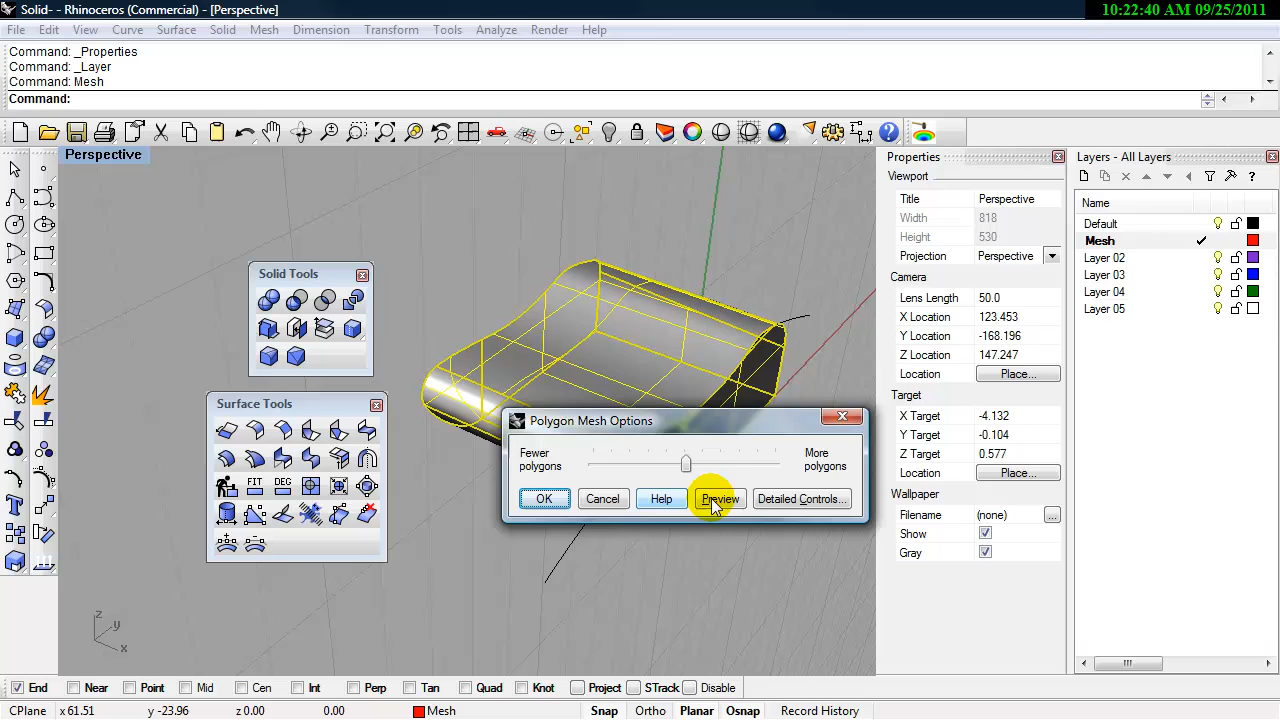 Solid- - Rhinoceros (Commercial) - [Perspective]
10:22:40 AM 09/25/2011
File Edit View Curve Surface Solid Mesh Dimension Transform Tools Analyze Render Help
Command: _Properties
Command: _Layer
Command: Mesh
Command:
Perspective
Solid Tools
Surface Tools
FIT DEG
Polygon Mesh Options
Fewer polygons
More polygons
OK Cancel Help Preview Detailed Controls...
z
y
x
Properties
Viewport
Title Perspective
Width 818
Height 530
Projection Perspective
Camera
Lens Length 50.0
X Location 123.453
Y Location -168.196
Z Location 147.247
Location Place...
Target
X Target -4.132
Y Target -0.104
Z Target 0.577
Location Place...
Wallpaper
Filename (none) ...
Show
Gray
Layers - All Layers
Name
Default
Mesh
Layer 02
Layer 03
Layer 04
Layer 05
End Near Point Mid Cen Int Perp Tan Quad Knot Project STrack Disable
CPlane x 61.51 y -23.96 z 0.00 0.00 Mesh Snap Ortho Planar Osnap Record History